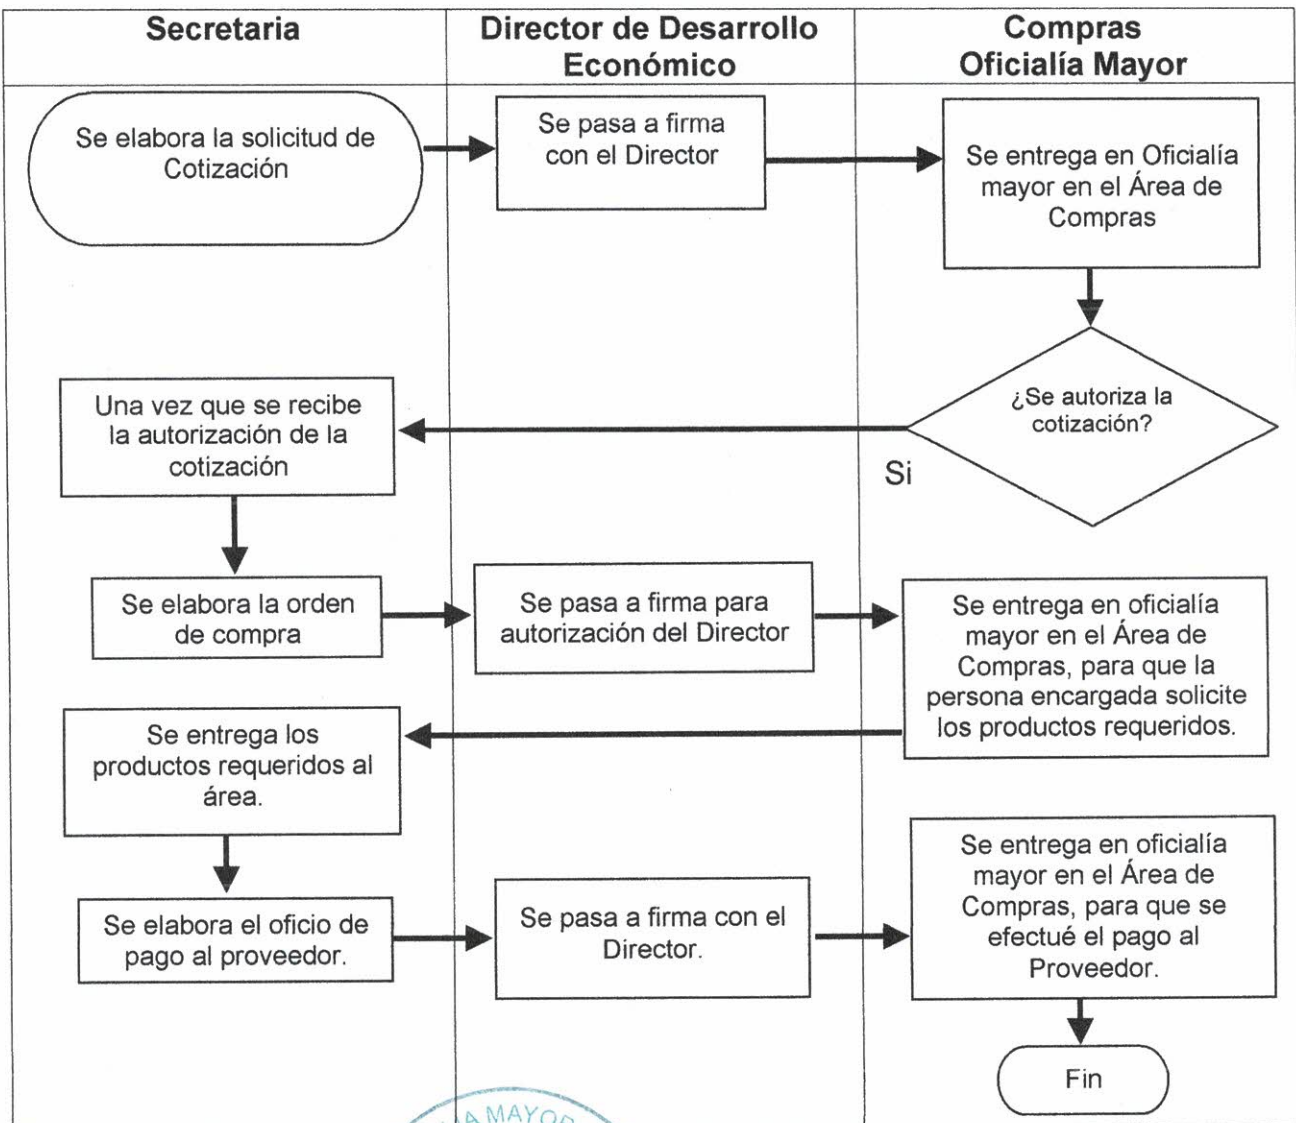 Secretaria
Director de Desarrollo
Económico
Compras
Oficialía Mayor
Se elabora la solicitud de
Cotización
Se pasa a firma
con el Director
Se entrega en Oficialía
mayor en el Área de
Compras
¿Se autoriza la
cotización?
Si
Una vez que se recibe
la autorización de la
cotización
Se elabora la orden
de compra
Se pasa a firma para
autorización del Director
Se entrega en oficialía
mayor en el Área de
Compras, para que la
persona encargada solicite
los productos requeridos.
Se entrega los
productos requeridos al
área.
Se elabora el oficio de
pago al proveedor.
Se pasa a firma con el
Director.
Se entrega en oficialía
mayor en el Área de
Compras, para que se
efectué el pago al
Proveedor.
Fin
MAYOR